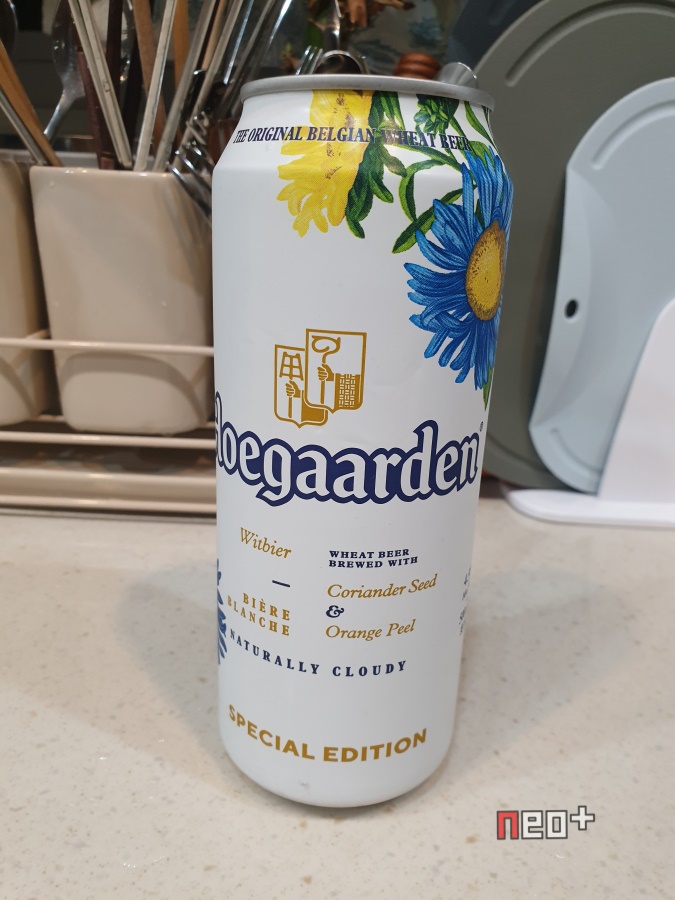 THE ORIGINAL BELGIAN WHEAT BEER
Hoegaarden
Witbier
—
BIÈRE
BLANCHE
WHEAT BEER
BREWED WITH
Coriander Seed
&
Orange Peel
NATURALLY CLOUDY
SPECIAL EDITION
neo+